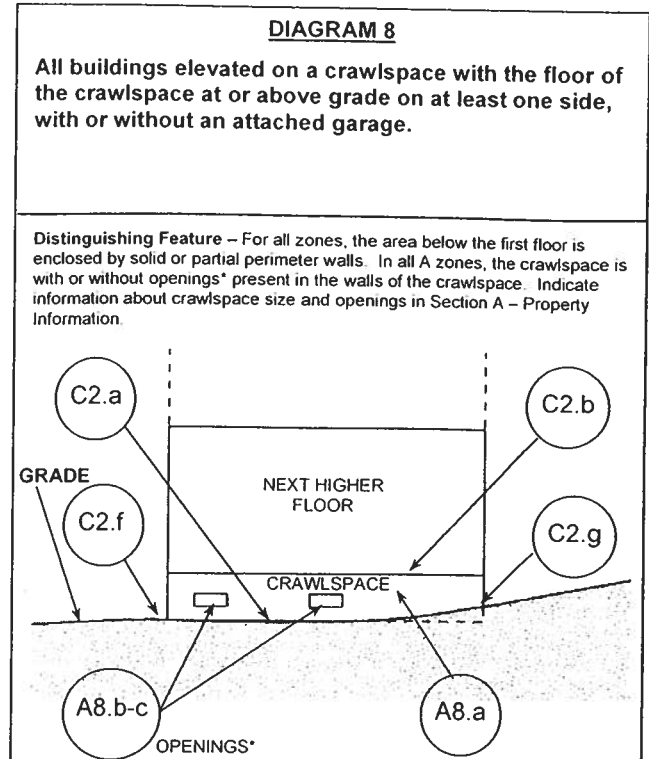 DIAGRAM 8
All buildings elevated on a crawlspace with the floor of
the crawlspace at or above grade on at least one side,
with or without an attached garage.
Distinguishing Feature – For all zones, the area below the first floor is
enclosed by solid or partial perimeter walls. In all A zones, the crawlspace is
with or without openings* present in the walls of the crawlspace. Indicate
information about crawlspace size and openings in Section A – Property
Information.
C2.a
C2.b
GRADE
NEXT HIGHER
FLOOR
C2.f
C2.g
CRAWLSPACE
A8.b-c
A8.a
OPENINGS*